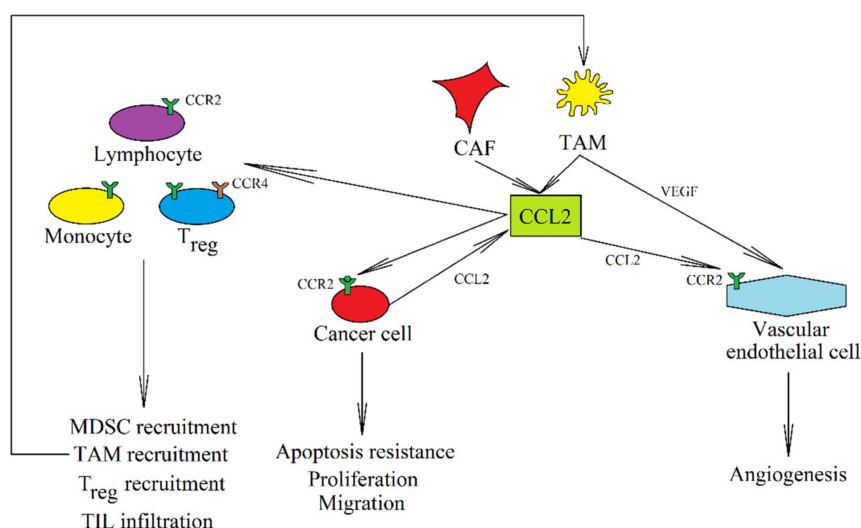 CCR2
Lymphocyte
CAF
TAM
CCR4
Monocyte
Treg
VEGF
CCL2
CCL2
CCR2
CCL2
CCR2
Cancer cell
Vascular
endothelial cell
MDSC recruitment
TAM recruitment
Treg recruitment
TIL infiltration
Apoptosis resistance
Proliferation
Migration
Angiogenesis